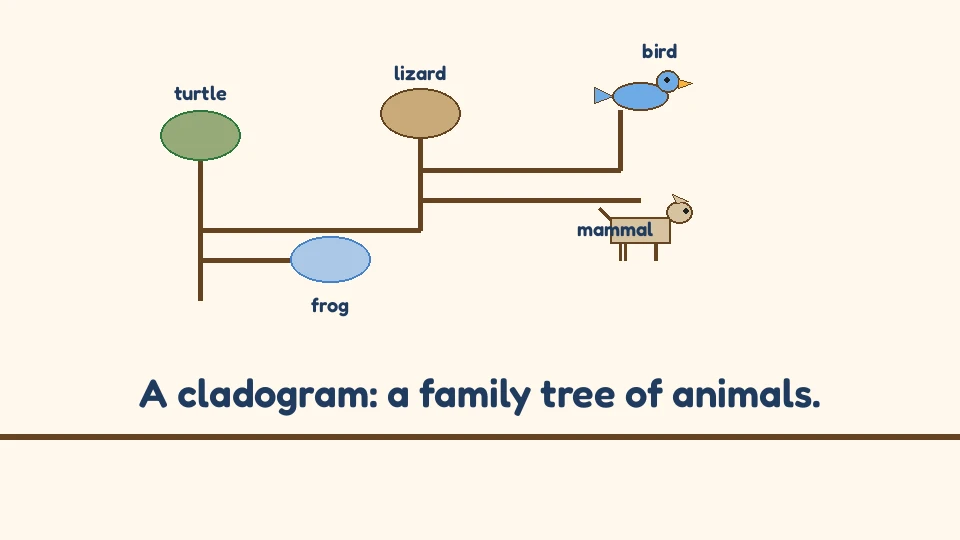 bird
lizard
turtle
mammal
frog
A cladogram: a family tree of animals.